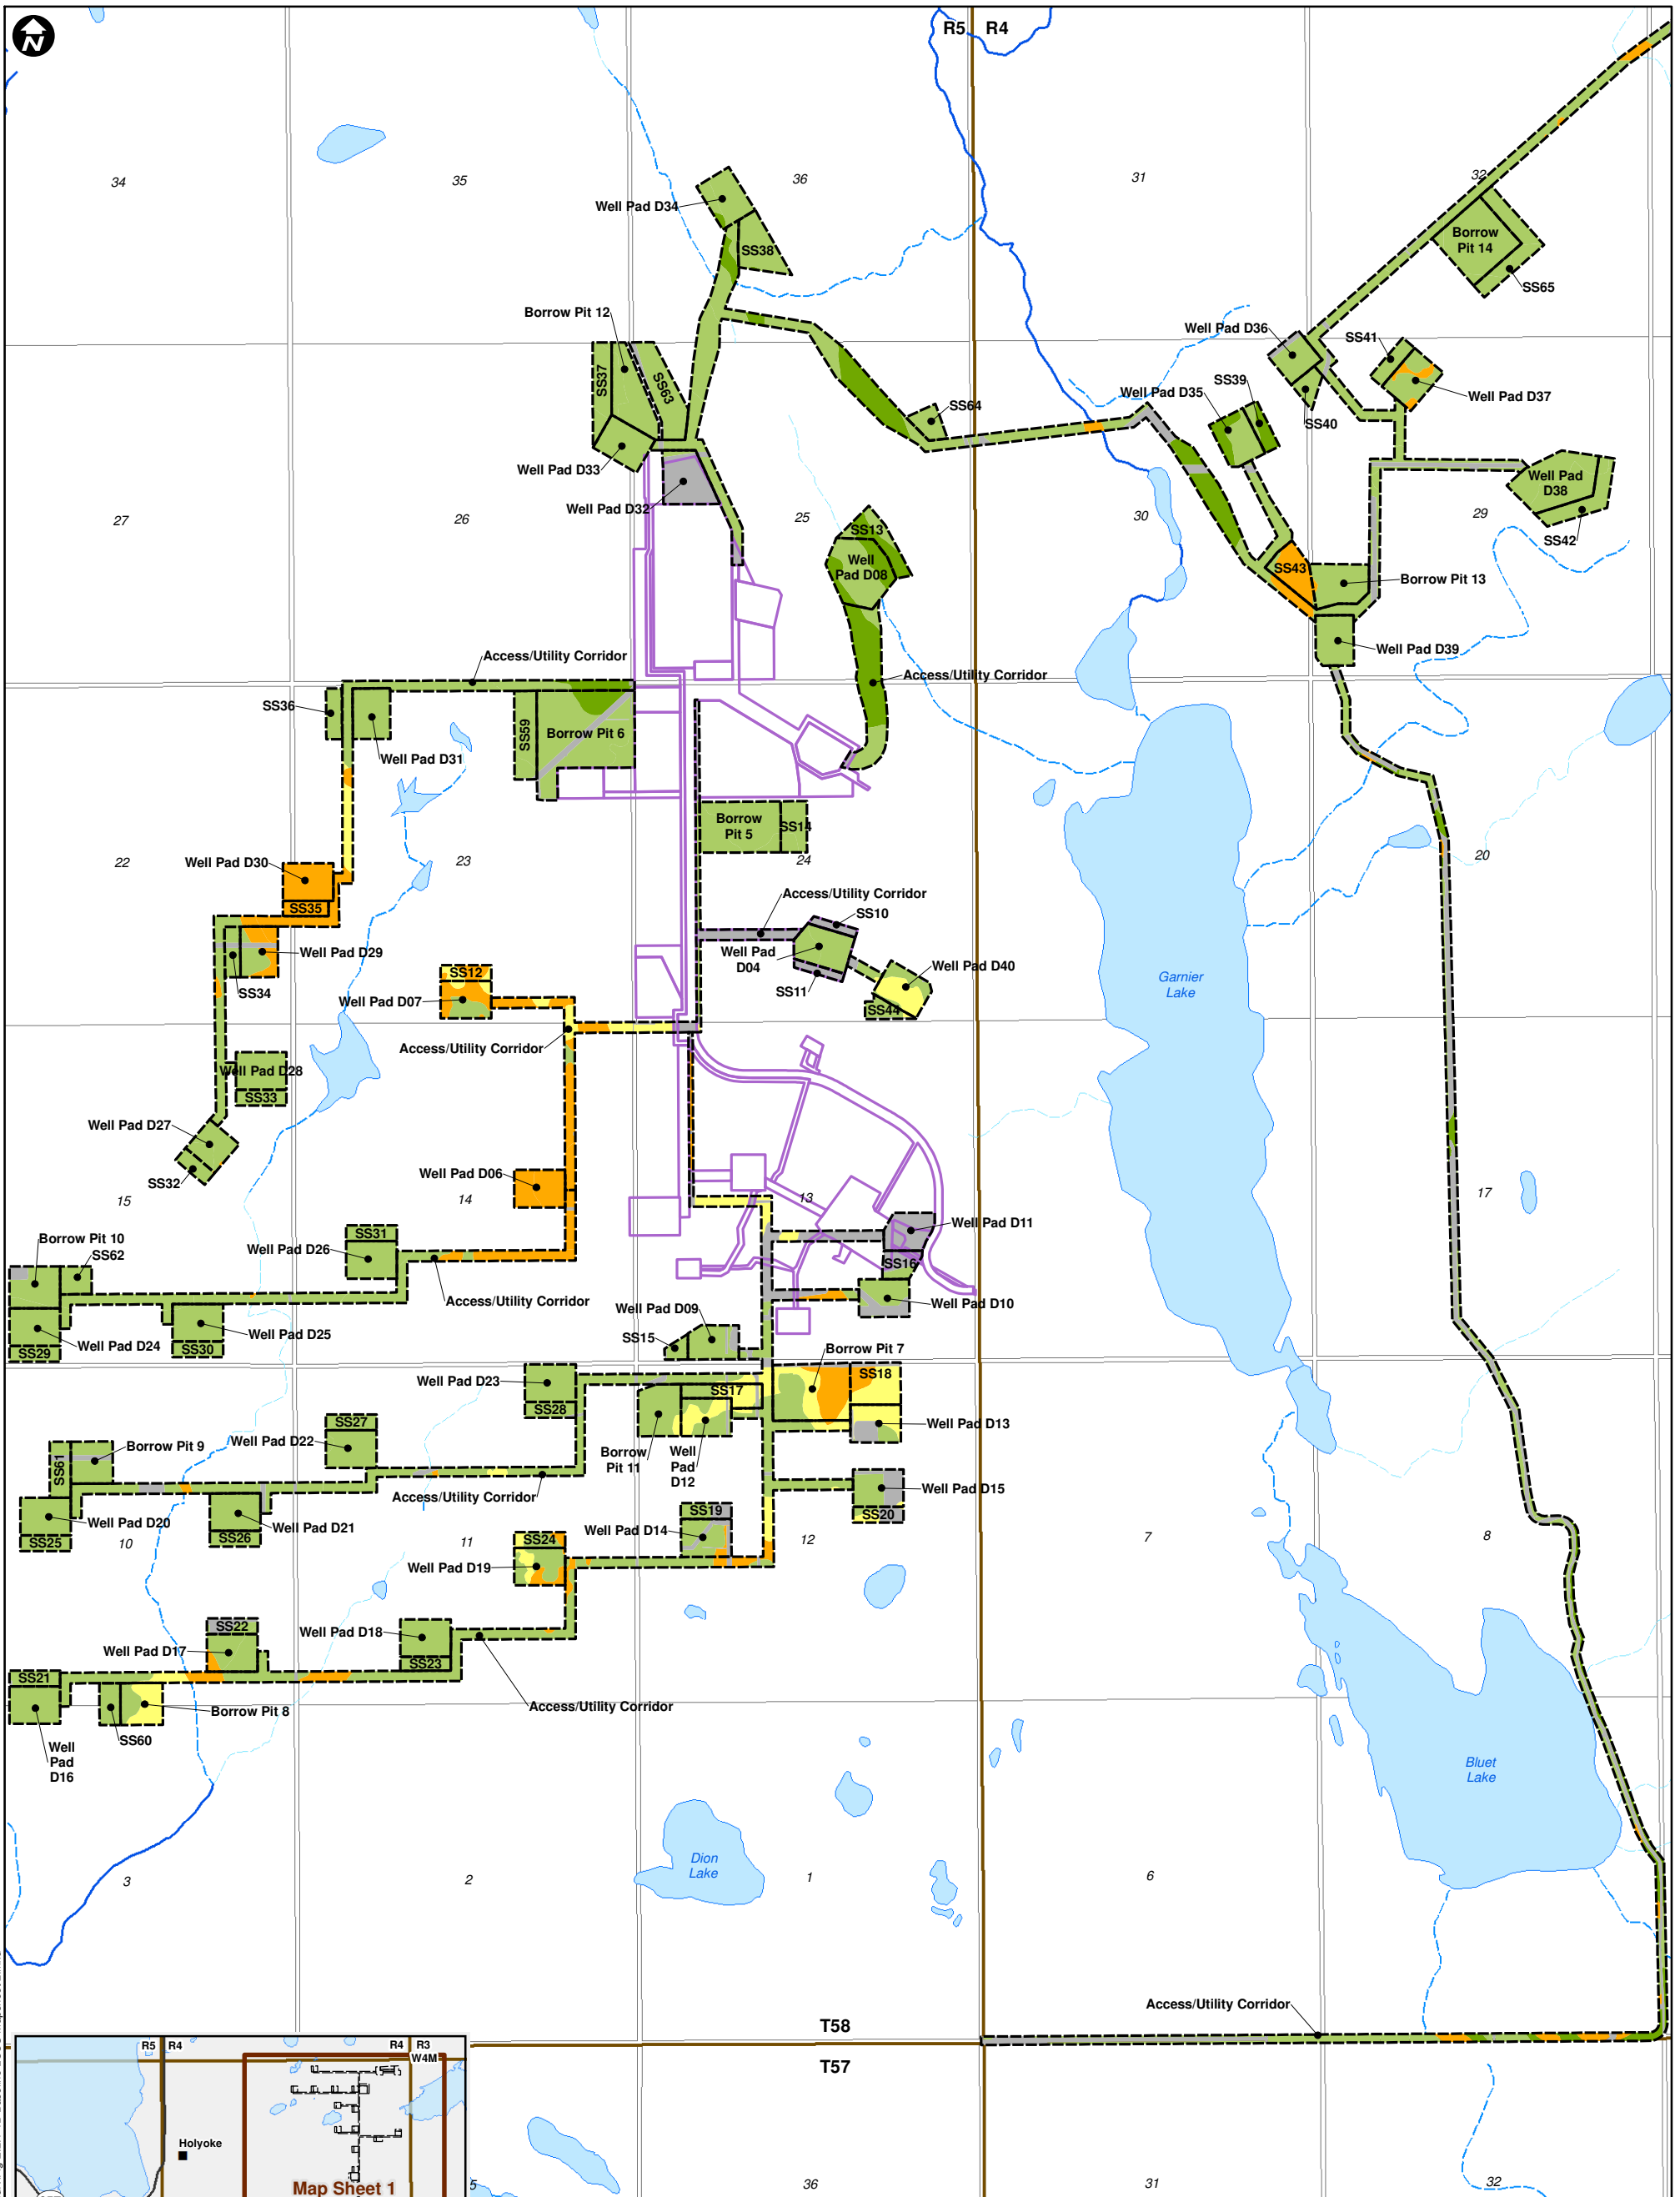 N
R5
R4
34
35
36
31
32
Well Pad D34
SS38
Borrow
Pit 14
SS65
Borrow Pit 12
Well Pad D36
SS41
SS37
SS63
Well Pad D35
SS39
Well Pad D37
SS64
SS40
Well Pad D33
Well Pad D32
Well Pad
D38
27
26
25
30
29
SS13
SS42
Well
Pad D08
SS43
Borrow Pit 13
Well Pad D39
Access/Utility Corridor
Access/Utility Corridor
SS36
SS59
Borrow Pit 6
Well Pad D31
Borrow
Pit 5
SS14
22
23
24
20
Well Pad D30
SS35
Access/Utility Corridor
SS10
Well Pad D29
Well Pad
D04
Well Pad D40
SS34
SS12
SS11
Well Pad D07
SS44
Garnier
Lake
Access/Utility Corridor
Well Pad D28
SS33
Well Pad D27
SS32
Well Pad D06
15
14
13
17
Borrow Pit 10
SS62
SS31
Well Pad D26
Well Pad D11
SS16
Access/Utility Corridor
Well Pad D10
Well Pad D09
SS15
Well Pad D25
Well Pad D24
SS29
SS30
Borrow Pit 7
Well Pad D23
SS28
SS17
SS18
SS27
Well Pad D22
Well Pad D13
Borrow Pit 9
SS61
Borrow
Pit 11
Well
Pad
D12
Access/Utility Corridor
Well Pad D15
SS19
SS20
Well Pad D20
Well Pad D21
Well Pad D14
SS25
SS26
10
11
12
7
8
SS24
Well Pad D19
SS22
Well Pad D18
Well Pad D17
SS23
SS21
Access/Utility Corridor
Borrow Pit 8
SS60
Well
Pad
D16
Bluet
Lake
Dion
Lake
3
2
1
6
Access/Utility Corridor
T58
T57
R5
R4
R4
R3
W4M
Holyoke
Map Sheet 1
5
36
31
32